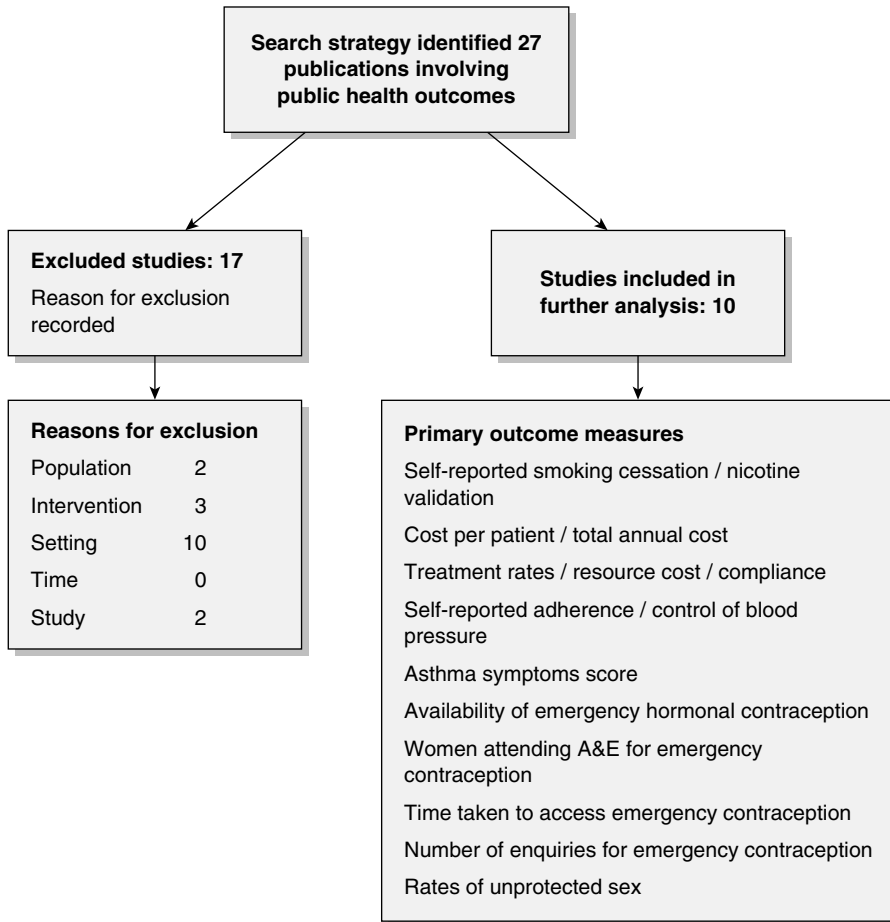 Search strategy identified 27
publications involving
public health outcomes
Excluded studies: 17
Reason for exclusion
recorded
Studies included in
further analysis: 10
Reasons for exclusion
Population 2
Intervention 3
Setting 10
Time 0
Study 2
Primary outcome measures
Self-reported smoking cessation / nicotine
validation
Cost per patient / total annual cost
Treatment rates / resource cost / compliance
Self-reported adherence / control of blood
pressure
Asthma symptoms score
Availability of emergency hormonal contraception
Women attending A&E for emergency
contraception
Time taken to access emergency contraception
Number of enquiries for emergency contraception
Rates of unprotected sex